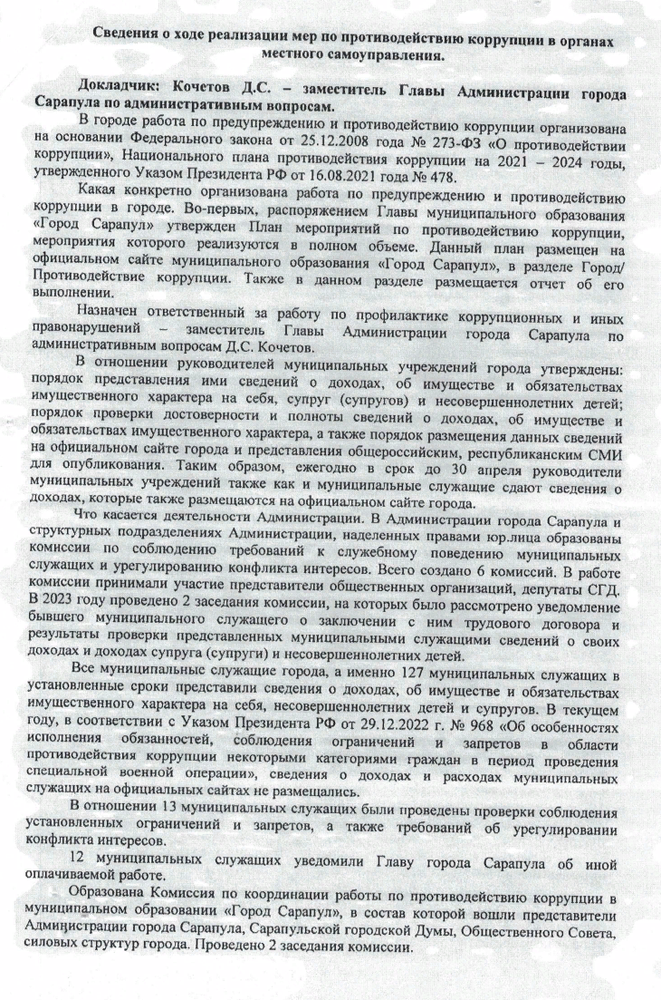 Сведения о ходе реализации мер по противодействию коррупции в органах
местного самоуправления.
Докладчик: Кочетов Д.С. – заместитель Главы Администрации города
Сарапула по административным вопросам.
В городе работа по предупреждению и противодействию коррупции организована
на основании Федерального закона от 25.12.2008 года № 273-ФЗ «О противодействии
коррупции», Национального плана противодействия коррупции на 2021 – 2024 годы,
утвержденного Указом Президента РФ от 16.08.2021 года № 478.
Какая конкретно организована работа по предупреждению и противодействию
коррупции в городе. Во-первых, распоряжением Главы муниципального образования
«Город Сарапул» утвержден План мероприятий по противодействию коррупции,
мероприятия которого реализуются в полном объеме. Данный план размещен на
официальном сайте муниципального образования «Город Сарапул», в разделе Город/
Противодействие коррупции. Также в данном разделе размещается отчет об его
выполнении.
Назначен ответственный за работу по профилактике коррупционных и иных
правонарушений – заместитель Главы Администрации города Сарапула по
административным вопросам Д.С. Кочетов.
В отношении руководителей муниципальных учреждений города утверждены:
порядок представления ими сведений о доходах, об имуществе и обязательствах
имущественного характера на себя, супруг (супругов) и несовершеннолетних детей;
порядок проверки достоверности и полноты сведений о доходах, об имуществе и
обязательствах имущественного характера, а также порядок размещения данных сведений
на официальном сайте города и представления общероссийским, республиканским СМИ
для опубликования. Таким образом, ежегодно в срок до 30 апреля руководители
муниципальных учреждений также как и муниципальные служащие сдают сведения о
доходах, которые также размещаются на официальном сайте города.
Что касается деятельности Администрации. В Администрации города Сарапула и
структурных подразделениях Администрации, наделенных правами юр.лица образованы
комиссии по соблюдению требований к служебному поведению муниципальных
служащих и урегулированию конфликта интересов. Всего создано 6 комиссий. В работе
комиссии принимали участие представители общественных организаций, депутаты СГД.
В 2023 году проведено 2 заседания комиссии, на которых было рассмотрено уведомление
бывшего муниципального служащего о заключении с ним трудового договора и
результаты проверки представленных муниципальными служащими сведений о своих
доходах и доходах супруга (супруги) и несовершеннолетних детей.
Все муниципальные служащие города, а именно 127 муниципальных служащих в
установленные сроки представили сведения о доходах, об имуществе и обязательствах
имущественного характера на себя, несовершеннолетних детей и супругов. В текущем
году, в соответствии с Указом Президента РФ от 29.12.2022 г. № 968 «Об особенностях
исполнения обязанностей, соблюдения ограничений и запретов в области
противодействия коррупции некоторыми категориями граждан в период проведения
специальной военной операции», сведения о доходах и расходах муниципальных
служащих на официальных сайтах не размещались.
В отношении 13 муниципальных служащих были проведены проверки соблюдения
установленных ограничений и запретов, а также требований об урегулировании
конфликта интересов.
12 муниципальных служащих уведомили Главу города Сарапула об иной
оплачиваемой работе.
Образована Комиссия по координации работы по противодействию коррупции в
муниципальном образовании «Город Сарапул», в состав которой вошли представители
Администрации города Сарапула, Сарапульской городской Думы, Общественного Совета,
силовых структур города. Проведено 2 заседания комиссии.